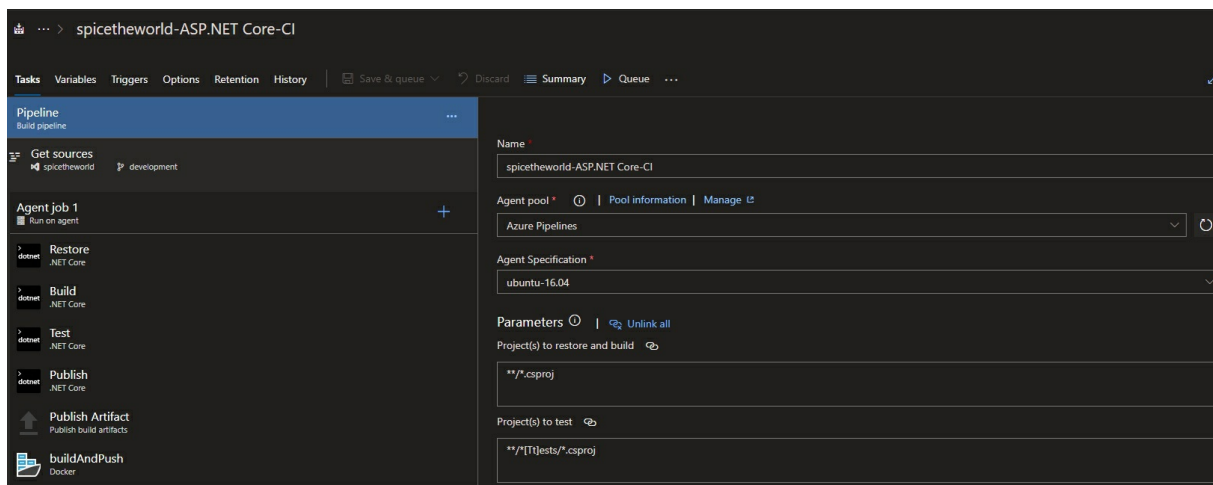 ··· > spicetheworld-ASP.NET Core-CI
Tasks Variables Triggers Options Retention History Save & queue Discard Summary Queue ···
Pipeline
Build pipeline
Get sources
spicetheworld development
Agent job 1
Run on agent
Restore
.NET Core
Build
.NET Core
Test
.NET Core
Publish
.NET Core
Publish Artifact
Publish build artifacts
buildAndPush
Docker
Name *
spicetheworld-ASP.NET Core-CI
Agent pool * | Pool information | Manage
Azure Pipelines
Agent Specification *
ubuntu-16.04
Parameters | Unlink all
Project(s) to restore and build
**/*.csproj
Project(s) to test
**/*[Tt]ests/*.csproj